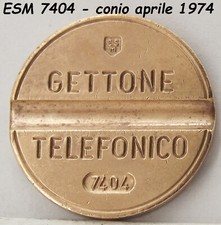 ESM 7404 - conio aprile 1974
GETTONE
TELEFONICO
7404